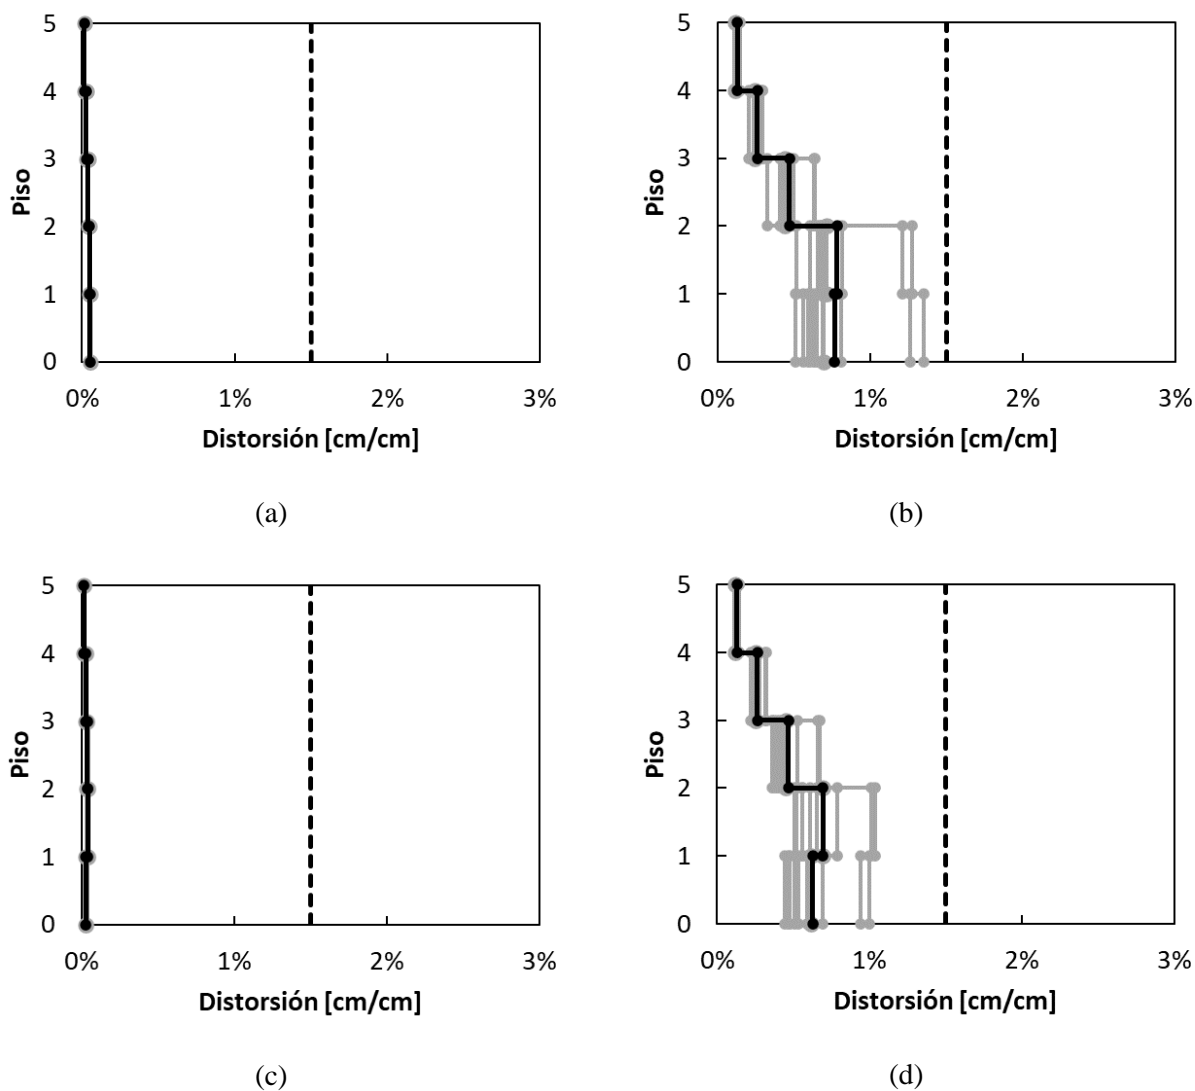 5
4
3
2
1
0
Piso
0% 1% 2% 3%
Distorsión [cm/cm]
(a)
5
4
3
2
1
0
Piso
0% 1% 2% 3%
Distorsión [cm/cm]
(b)
5
4
3
2
1
0
Piso
0% 1% 2% 3%
Distorsión [cm/cm]
(c)
5
4
3
2
1
0
Piso
0% 1% 2% 3%
Distorsión [cm/cm]
(d)